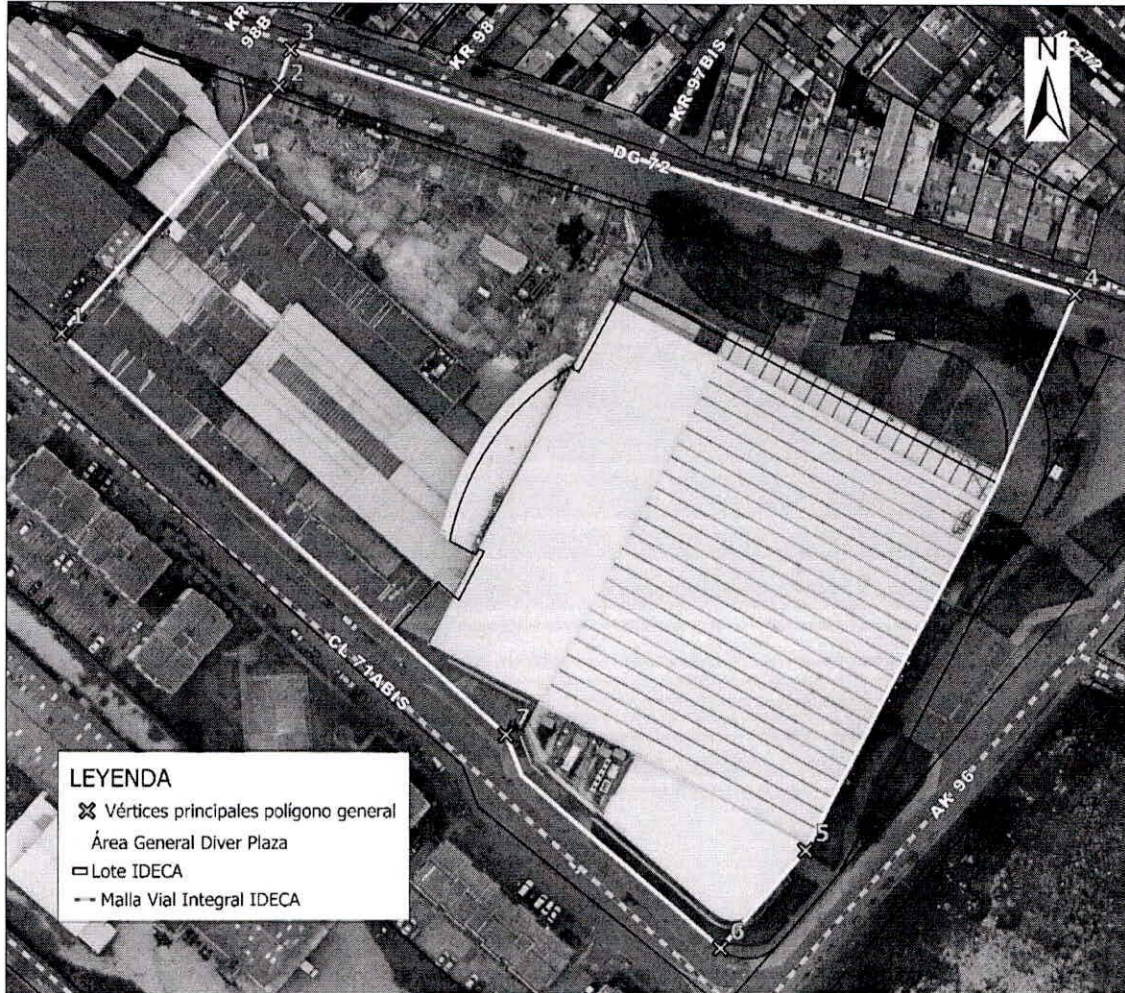 KR 98B
3
KR 98
KR 97BIS
AC 72
N
2
DG 72
4
1
CL 71ABIS
7
AK 96
5
6
LEYENDA
Vértices principales polígono general
Área General Diver Plaza
Lote IDECA
Malla Vial Integral IDECA